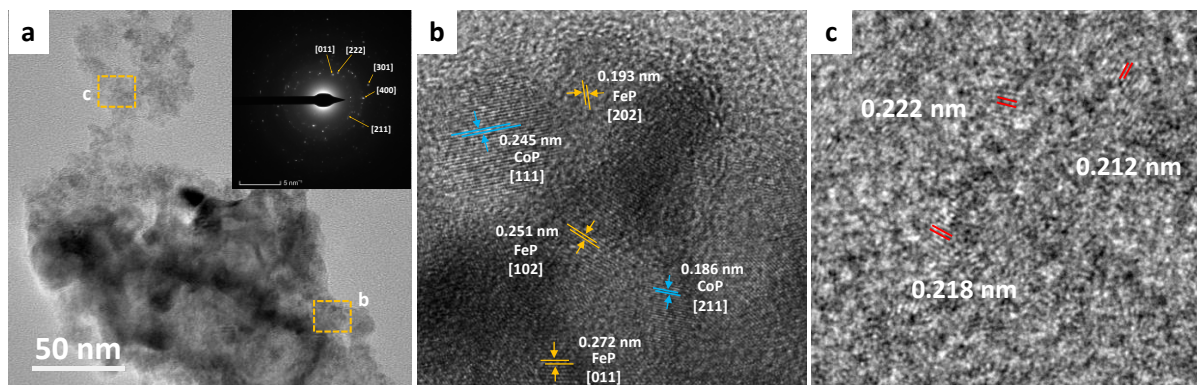 a
[011]
[222]
[301]
[400]
[211]
5 nm⁻¹
c
b
50 nm
b
0.193 nm
FeP
[202]
0.245 nm
CoP
[111]
0.251 nm
FeP
[102]
0.186 nm
CoP
[211]
0.272 nm
FeP
[011]
c
0.222 nm
0.212 nm
0.218 nm